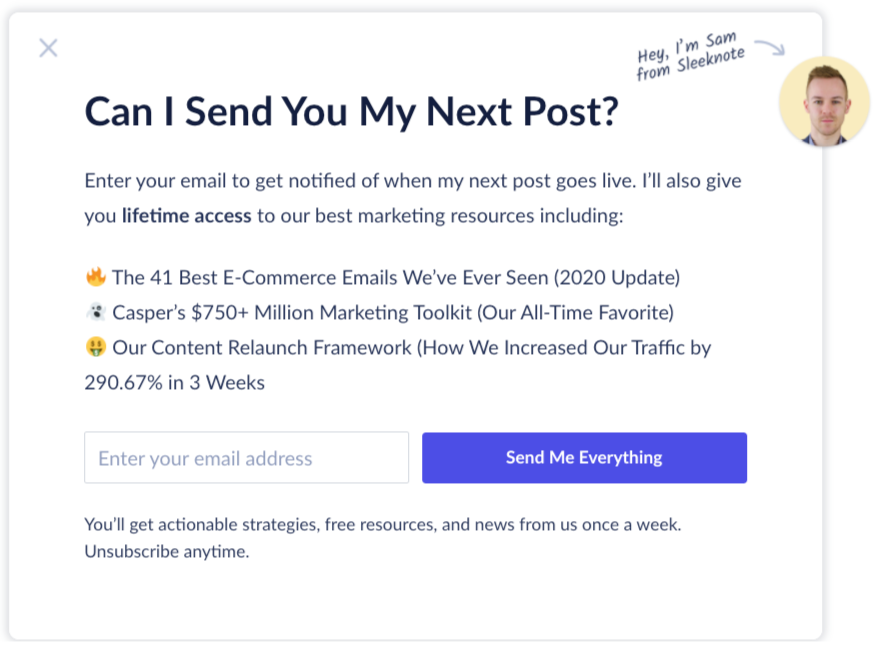 Hey, I'm Sam
from Sleeknote
Can I Send You My Next Post?
Enter your email to get notified of when my next post goes live. I'll also give
you lifetime access to our best marketing resources including:
🔥 The 41 Best E-Commerce Emails We've Ever Seen (2020 Update)
👻 Casper's $750+ Million Marketing Toolkit (Our All-Time Favorite)
🤑 Our Content Relaunch Framework (How We Increased Our Traffic by
290.67% in 3 Weeks
Enter your email address
Send Me Everything
You'll get actionable strategies, free resources, and news from us once a week.
Unsubscribe anytime.